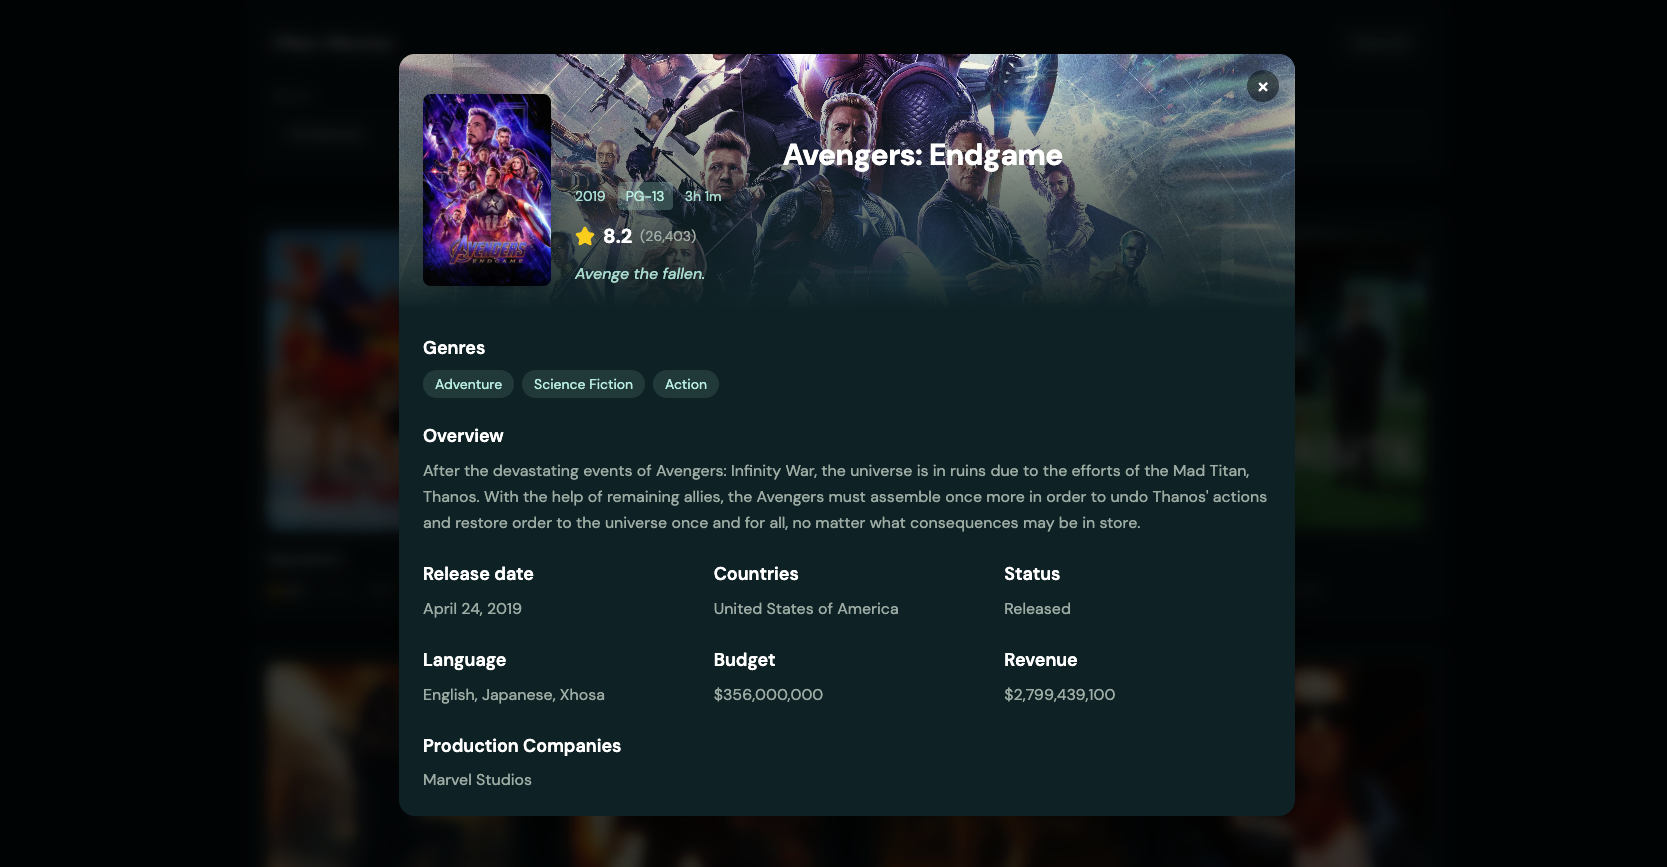 Avengers: Endgame
2019 PG-13 3h 1m
8.2 (26,403)
Avenge the fallen.
AVENGERS
ENDGAME
Genres
Adventure Science Fiction Action
Overview
After the devastating events of Avengers: Infinity War, the universe is in ruins due to the efforts of the Mad Titan,
Thanos. With the help of remaining allies, the Avengers must assemble once more in order to undo Thanos' actions
and restore order to the universe once and for all, no matter what consequences may be in store.
Release date Countries Status
April 24, 2019 United States of America Released
Language Budget Revenue
English, Japanese, Xhosa $356,000,000 $2,799,439,100
Production Companies
Marvel Studios